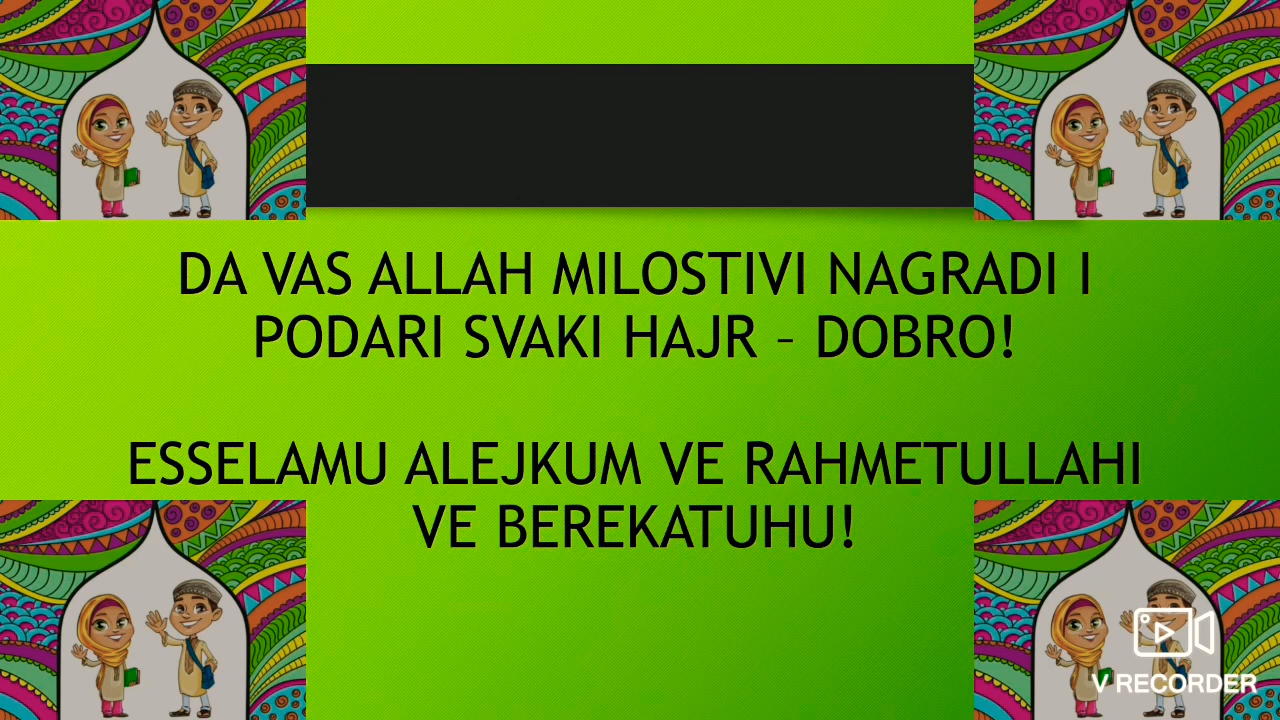 DA VAS ALLAH MILOSTIVI NAGRADI I
PODARI SVAKI HAJR – DOBRO!
ESSELAMU ALEJKUM VE RAHMETULLAHI
VE BEREKATUHU!
V RECORDER